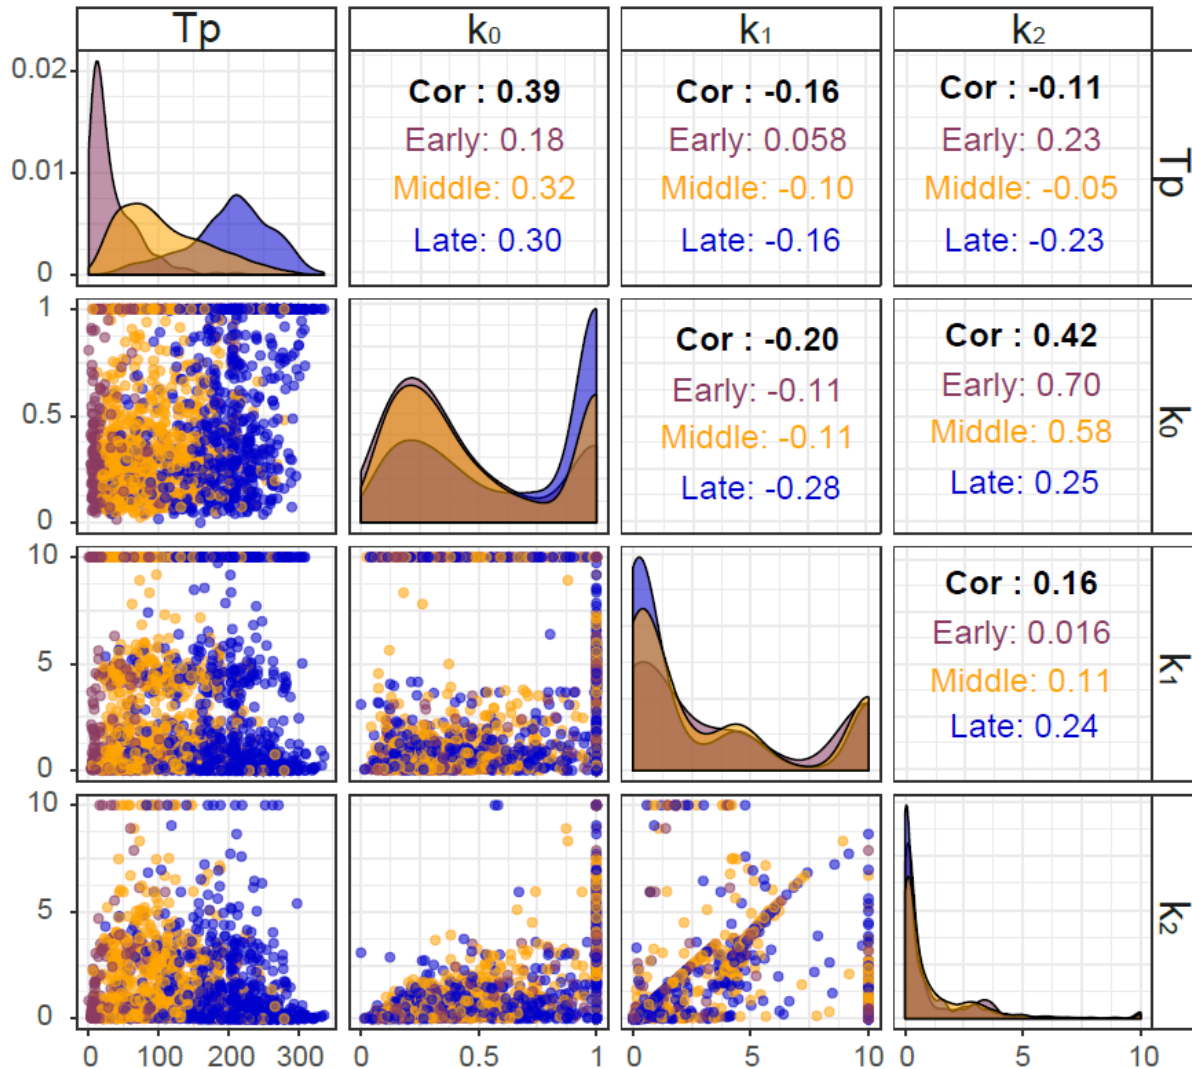 Tp k₀ k₁ k₂
0.02
0.01
0
Cor : 0.39
Early: 0.18
Middle: 0.32
Late: 0.30
Cor : -0.16
Early: 0.058
Middle: -0.10
Late: -0.16
Cor : -0.11
Early: 0.23
Middle: -0.05
Late: -0.23
Tp
1
0.5
0
Cor : -0.20
Early: -0.11
Middle: -0.11
Late: -0.28
Cor : 0.42
Early: 0.70
Middle: 0.58
Late: 0.25
k₀
10
5
0
Cor : 0.16
Early: 0.016
Middle: 0.11
Late: 0.24
k₁
10
5
0
k₂
0 100 200 300 0 0.5 1 0 5 10 0 5 10